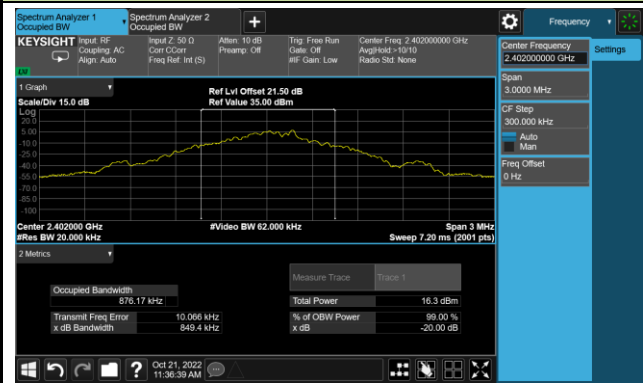 Spectrum Analyzer 1
Occupied BW
Spectrum Analyzer 2
Occupied BW
Frequency
KEYSIGHT
Input: RF
Coupling: AC
Align: Auto
Input Z: 50 Ω
Corr CCorr
Freq Ref: Int (S)
Atten: 10 dB
Preamp: Off
Trig: Free Run
Gate: Off
#IF Gain: Low
Center Freq: 2.402000000 GHz
Avg|Hold:>10/10
Radio Std: None
Center Frequency
2.402000000 GHz
Settings
Span
3.0000 MHz
CF Step
300.000 kHz
Auto
Man
Freq Offset
0 Hz
1 Graph
Scale/Div 15.0 dB
Ref Lvl Offset 21.50 dB
Ref Value 35.00 dBm
Log
20.0
5.00
-10.0
-25.0
-40.0
-55.0
-70.0
-85.0
-100
Center 2.402000 GHz
#Res BW 20.000 kHz
#Video BW 62.000 kHz
Span 3 MHz
Sweep 7.20 ms (2001 pts)
2 Metrics
Measure Trace
Trace 1
Occupied Bandwidth
876.17 kHz
Total Power
16.3 dBm
Transmit Freq Error
10.066 kHz
% of OBW Power
99.00 %
x dB Bandwidth
849.4 kHz
x dB
-20.00 dB
Oct 21, 2022
11:36:39 AM